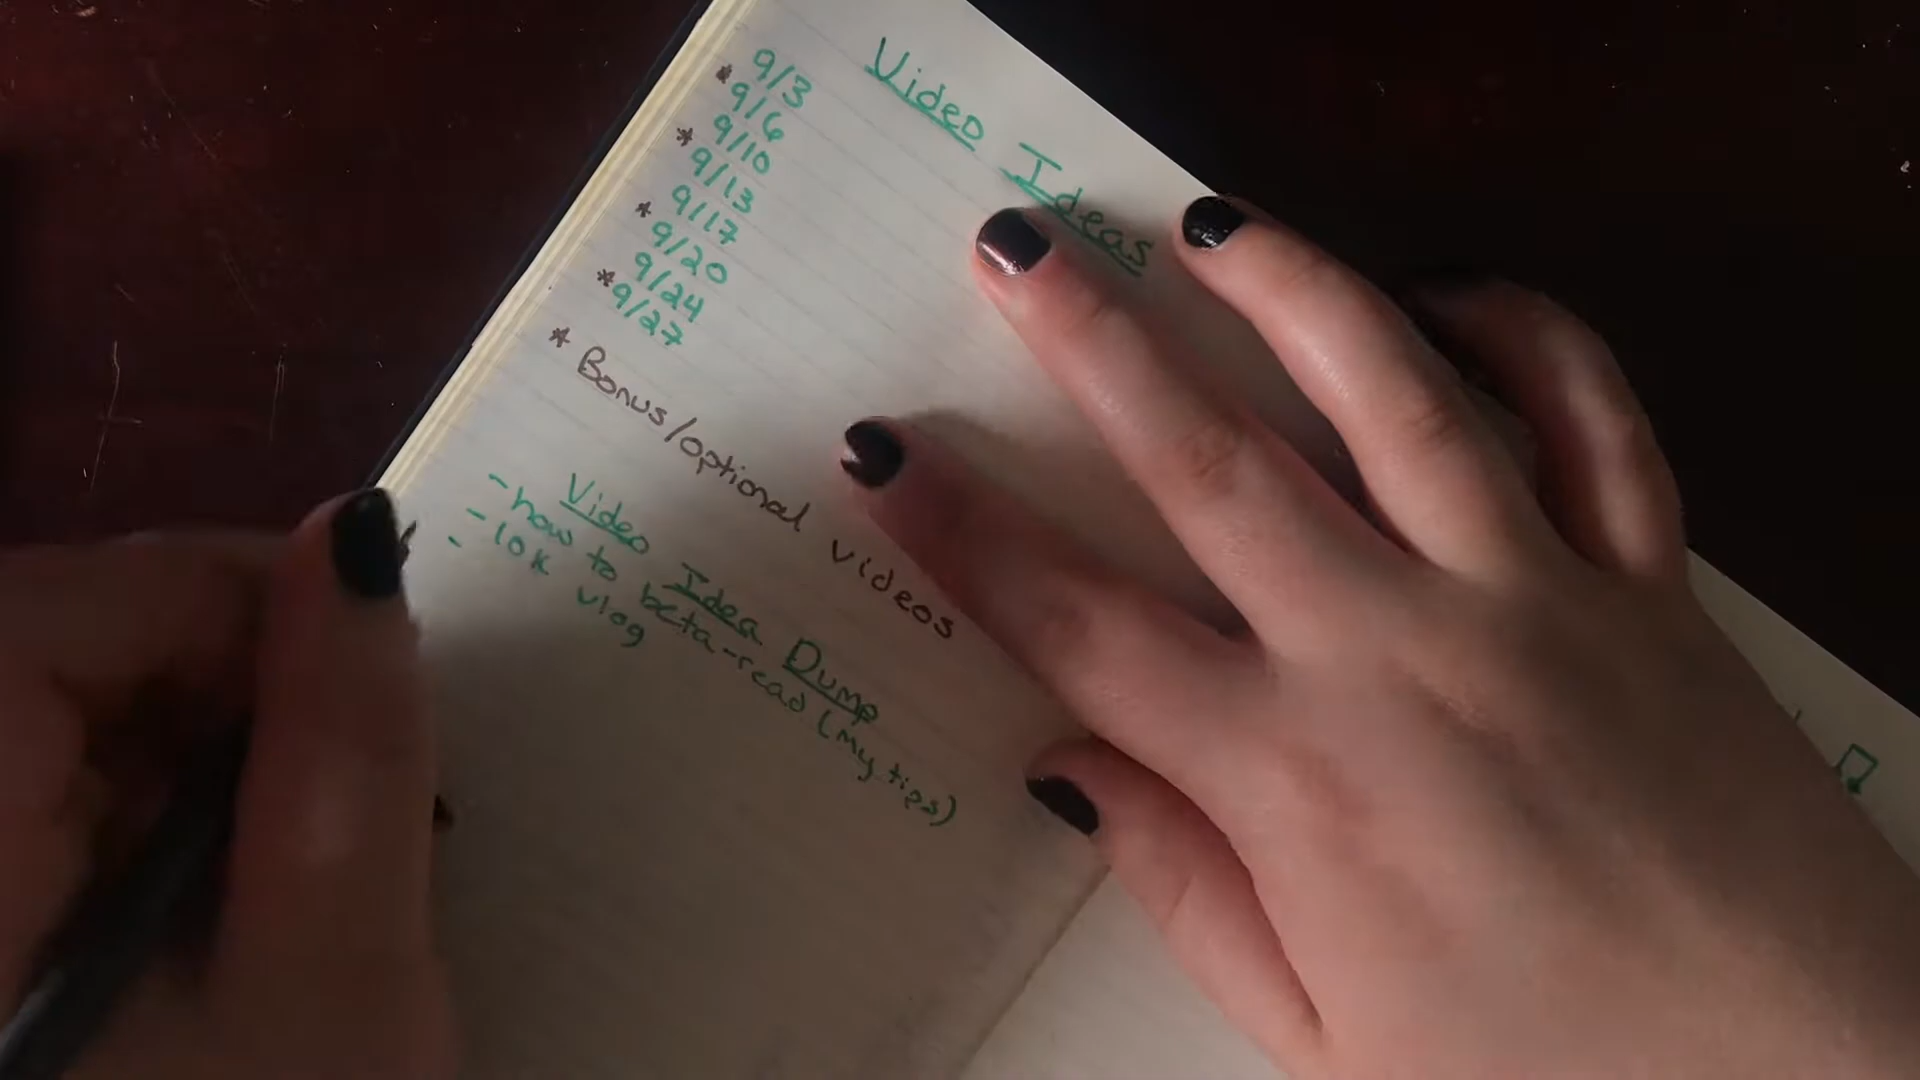 Video Ideas
9/3
* 9/6
9/10
* 9/13
9/17
* 9/20
9/24
* 9/27
* Bonus/optional videos
Video Idea Dump
- how to beta-read (my tips)
- 10k vlog
-